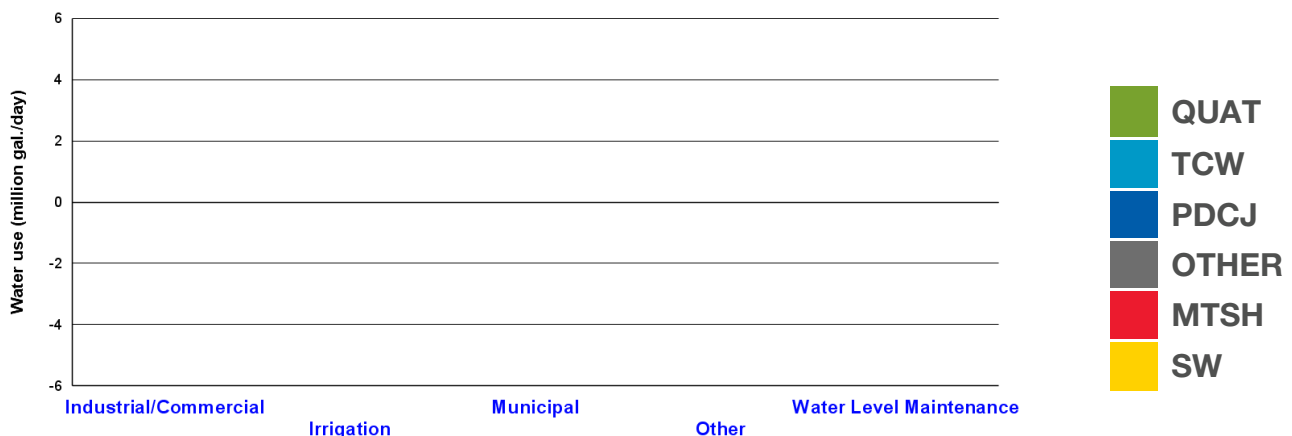 Water use (million gal./day)
6
4
2
0
-2
-4
-6
Industrial/Commercial
Irrigation
Municipal
Other
Water Level Maintenance
QUAT
TCW
PDCJ
OTHER
MTSH
SW